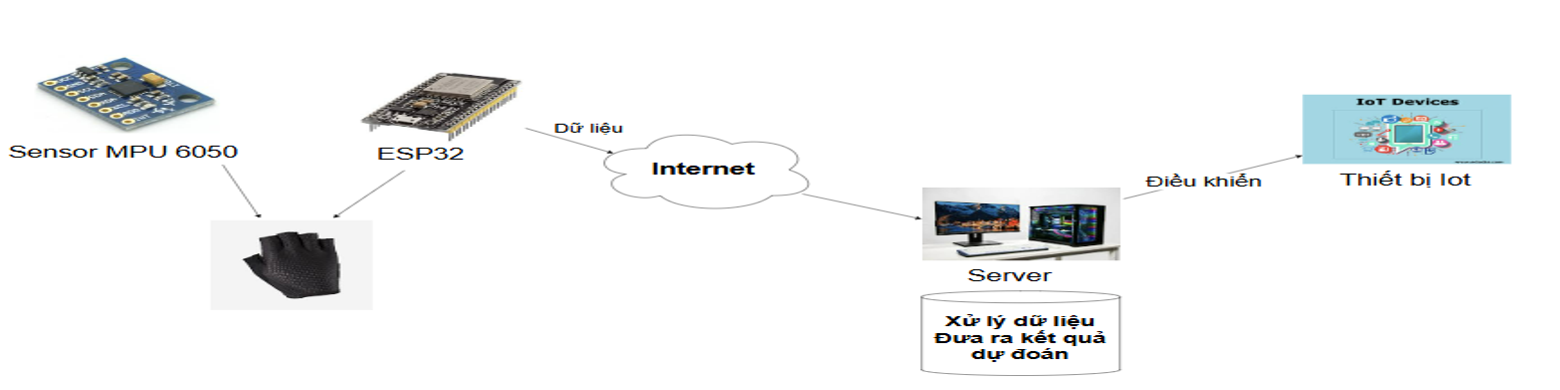 Sensor MPU 6050
ESP32
Dữ liệu
Internet
Server
Xử lý dữ liệu
Đưa ra kết quả
dự đoán
Điều khiển
IoT Devices
Thiết bị Iot